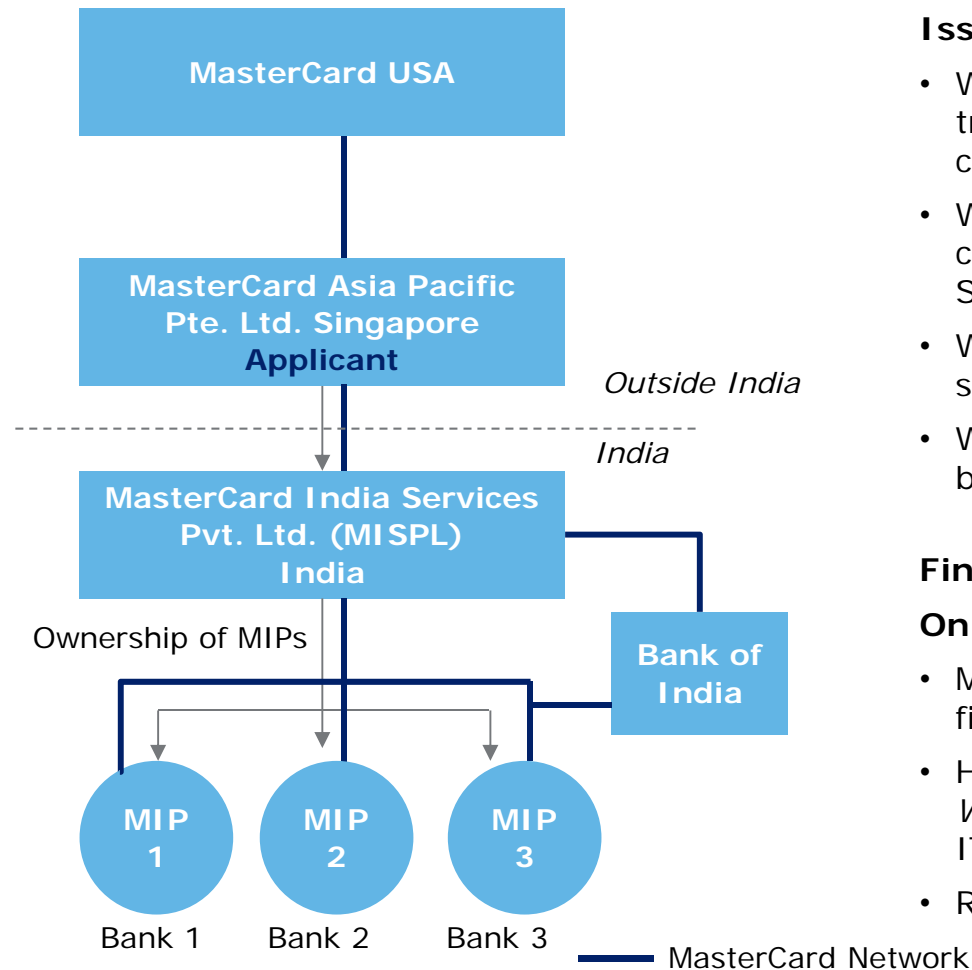 MasterCard USA
MasterCard Asia Pacific
Pte. Ltd. Singapore
Applicant
Outside India
India
MasterCard India Services
Pvt. Ltd. (MISPL)
India
Ownership of MIPs
Bank of
India
MIP
1
MIP
2
MIP
3
Bank 1
Bank 2
Bank 3
MasterCard Network
Iss
•
tr
c
•
c
S
•
s
•
b
Fin
On
•
fi
•
•